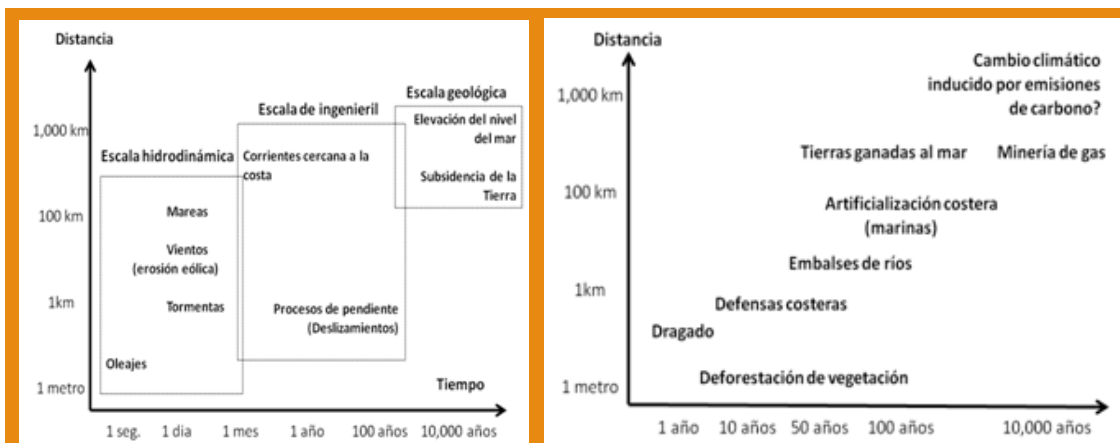 Distancia
Escala geológica
Escala de ingenieril
Elevación del nivel
del mar
1,000 km
Escala hidrodinámica
Corrientes cercana a la
costa
Subsidencia de la
Tierra
Mareas
100 km
Vientos
(erosión eólica)
1km
Tormentas
Procesos de pendiente
(Deslizamientos)
Oleajes
1 metro
Tiempo
1 seg.
1 dia
1 mes
1 año
100 años
10,000 años
Distancia
Cambio climático
inducido por emisiones
de carbono?
1,000 km
Tierras ganadas al mar
Minería de gas
100 km
Artificialización costera
(marinas)
Embalses de ríos
1km
Defensas costeras
Dragado
Deforestación de vegetación
1 metro
1 año
10 años
50 años
100 años
10,000 años